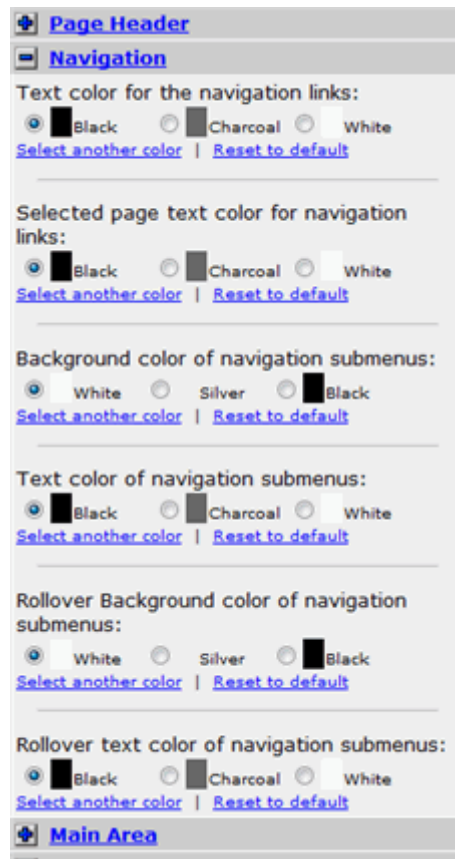 Page Header
Navigation
Text color for the navigation links:
Black Charcoal White
Select another color | Reset to default
Selected page text color for navigation
links:
Black Charcoal White
Select another color | Reset to default
Background color of navigation submenus:
White Silver Black
Select another color | Reset to default
Text color of navigation submenus:
Black Charcoal White
Select another color | Reset to default
Rollover Background color of navigation
submenus:
White Silver Black
Select another color | Reset to default
Rollover text color of navigation submenus:
Black Charcoal White
Select another color | Reset to default
Main Area